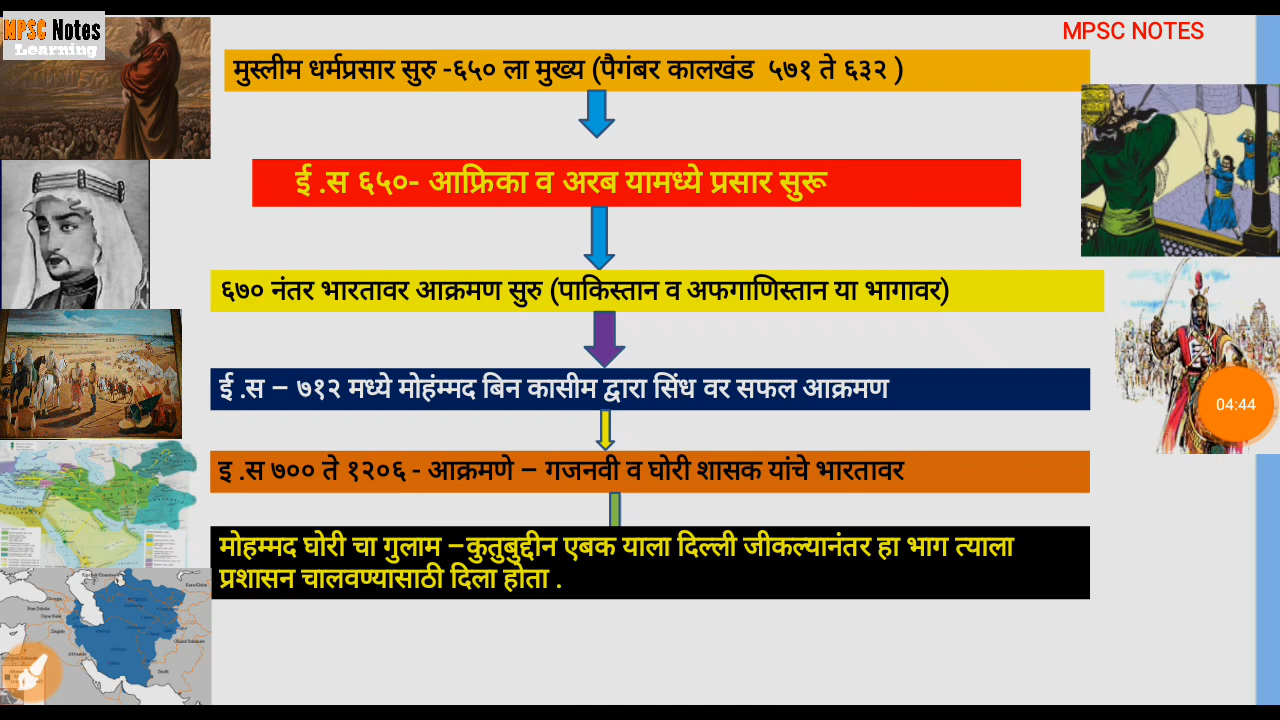 MPSC Notes
Learning
MPSC NOTES
मुस्लीम धर्मप्रसार सुरु -६५० ला मुख्य (पैगंबर कालखंड ५७१ ते ६३२ )
ई .स ६५०- आफ्रिका व अरब यामध्ये प्रसार सुरू
६७० नंतर भारतावर आक्रमण सुरु (पाकिस्तान व अफगाणिस्तान या भागावर)
ई .स – ७१२ मध्ये मोहंम्मद बिन कासीम द्वारा सिंध वर सफल आक्रमण
04:44
इ .स ७०० ते १२०६ - आक्रमणे – गजनवी व घोरी शासक यांचे भारतावर
मोहम्मद घोरी चा गुलाम –कुतुबुद्दीन एबक याला दिल्ली जीकल्यानंतर हा भाग त्याला
प्रशासन चालवण्यासाठी दिला होता .